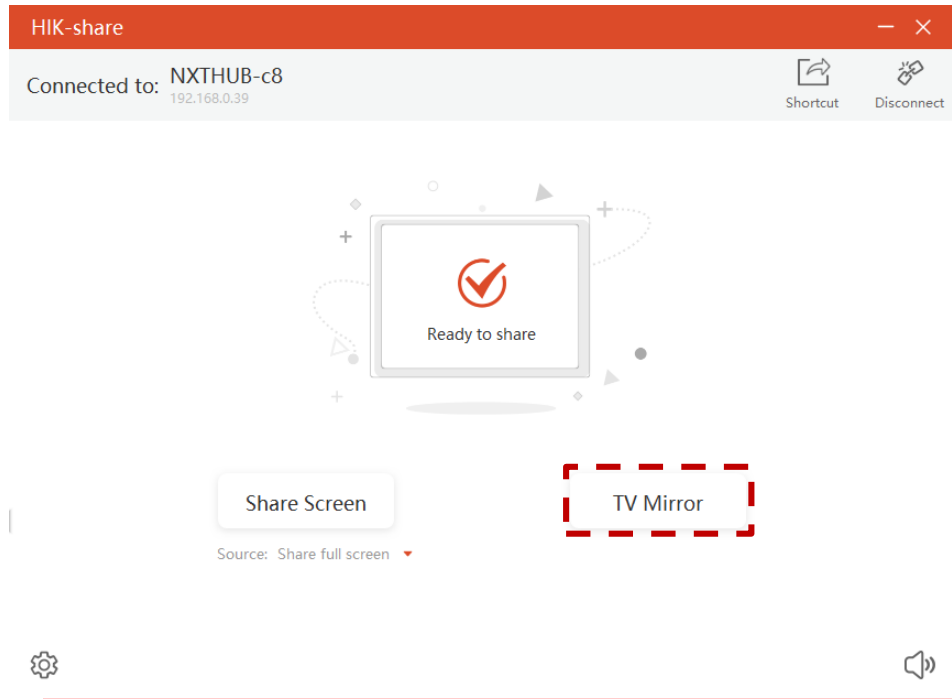 HIK-share
Connected to: NXTHUB-c8
192.168.0.39
Shortcut
Disconnect
Ready to share
Share Screen
TV Mirror
Source: Share full screen